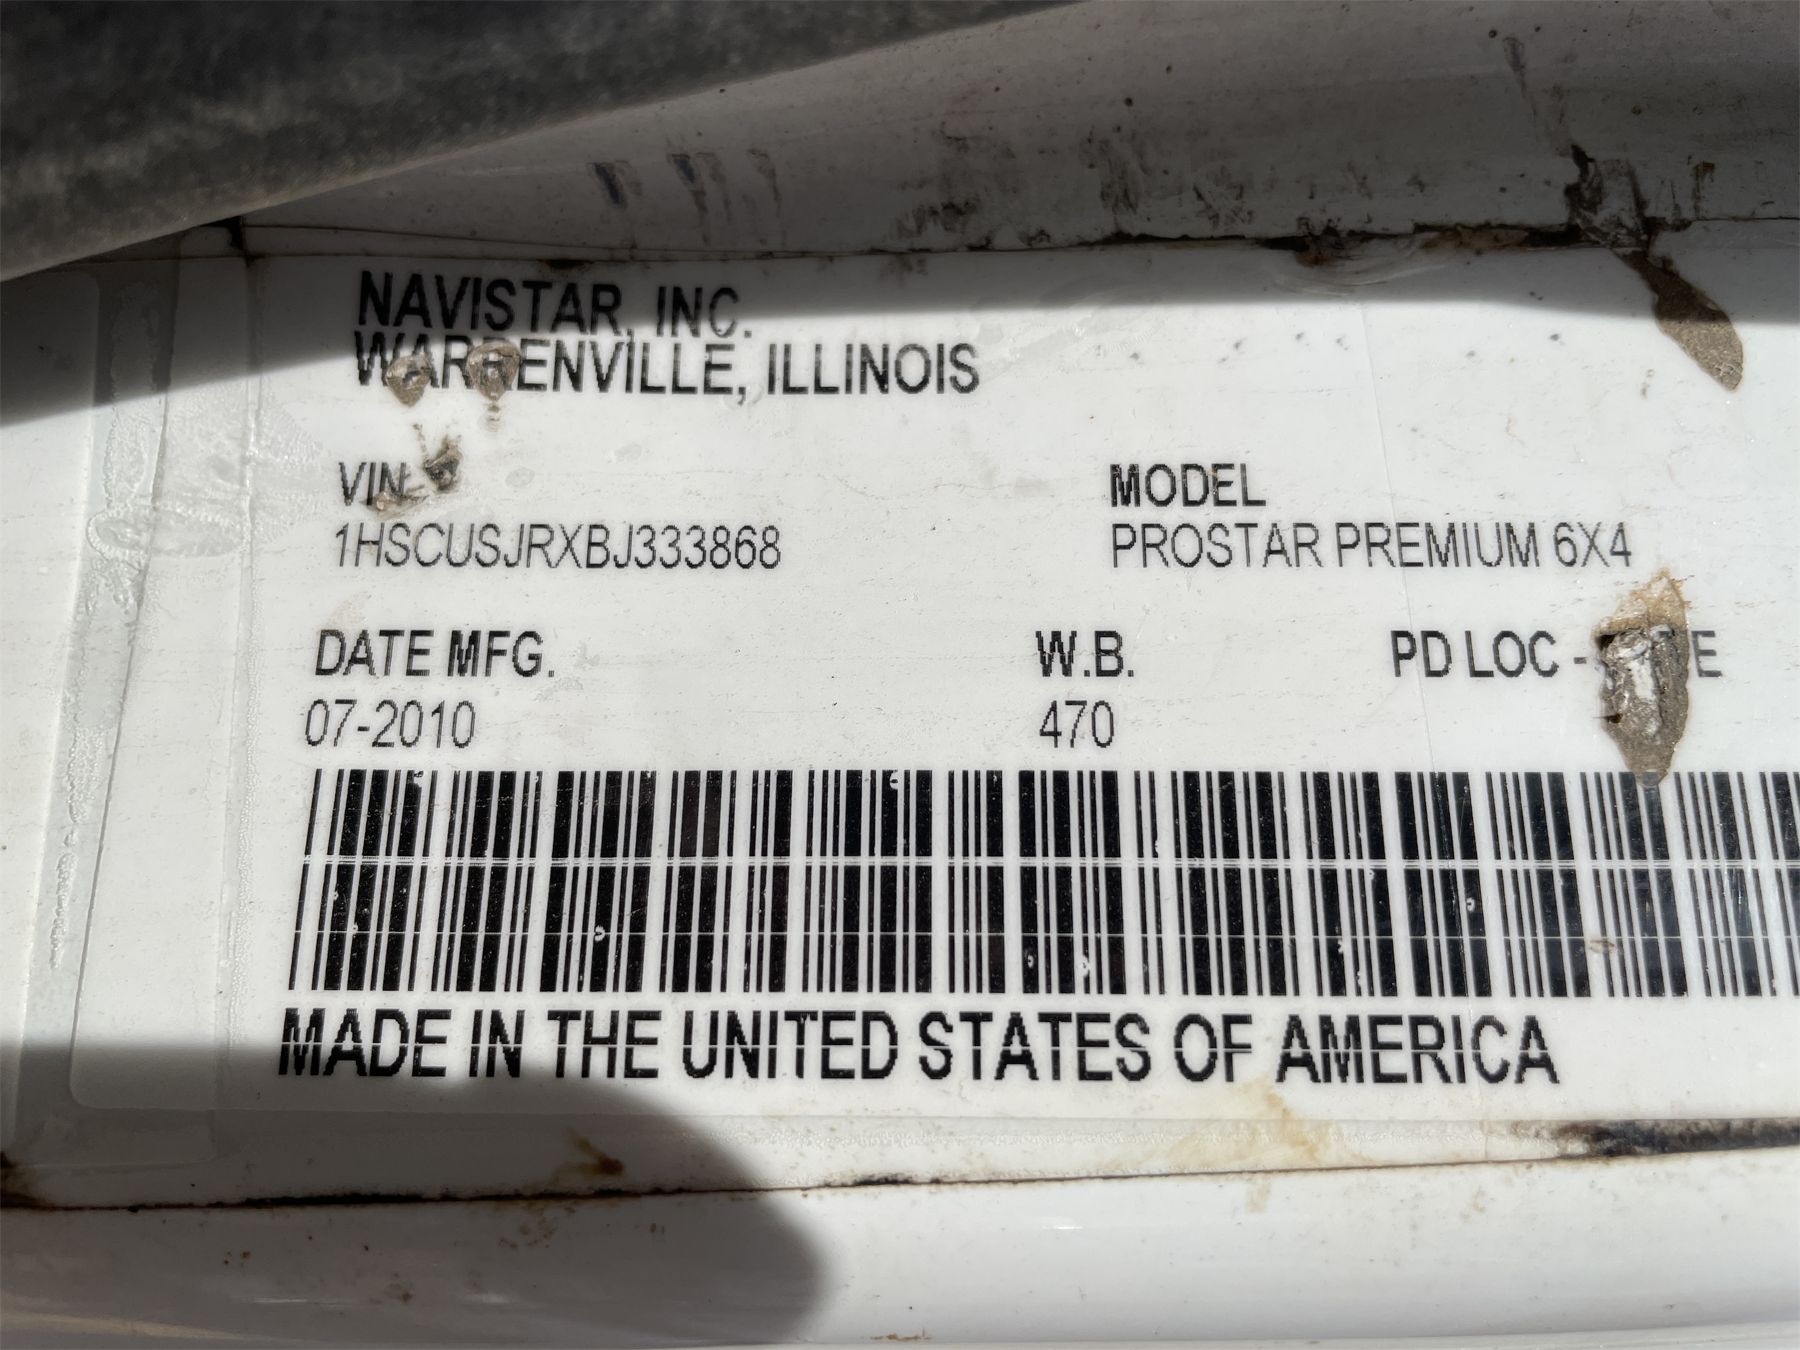 NAVISTAR, INC.
WARRENVILLE, ILLINOIS
VIN MODEL
1HSCUSJRXBJ333868 PROSTAR PREMIUM 6X4
DATE MFG. W.B. PD LOC -
07-2010 470
MADE IN THE UNITED STATES OF AMERICA